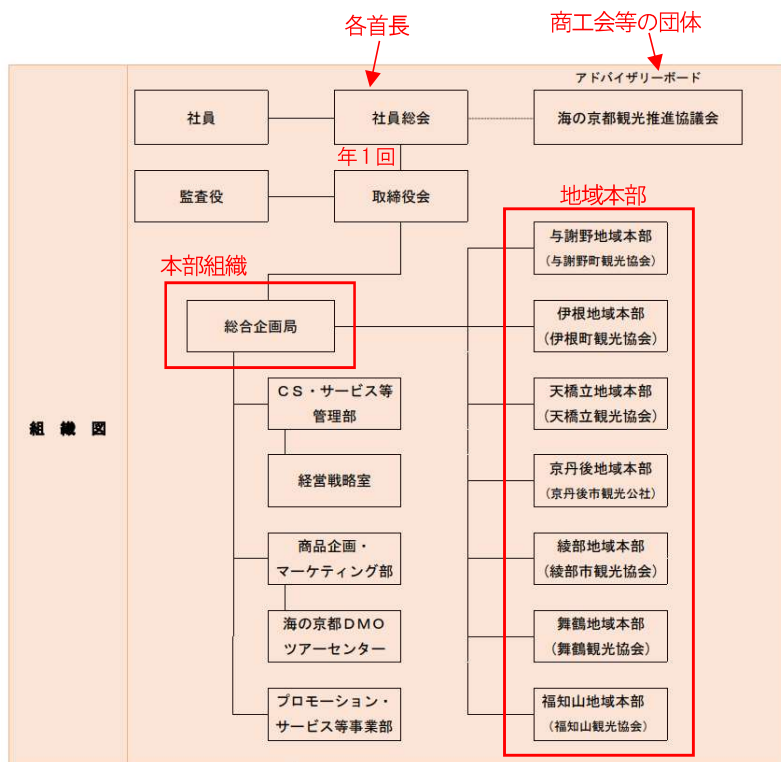 各首長
商工会等の団体
アドバイザリーボード
社員
社員総会
海の京都観光推進協議会
年１回
監査役
取締役会
地域本部
本部組織
総合企画局
組織図
ＣＳ・サービス等
管理部
経営戦略室
商品企画・
マーケティング部
海の京都ＤＭＯ
ツアーセンター
プロモーション・
サービス等事業部
与謝野地域本部
（与謝野町観光協会）
伊根地域本部
（伊根町観光協会）
天橋立地域本部
（天橋立観光協会）
京丹後地域本部
（京丹後市観光公社）
綾部地域本部
（綾部市観光協会）
舞鶴地域本部
（舞鶴観光協会）
福知山地域本部
（福知山観光協会）